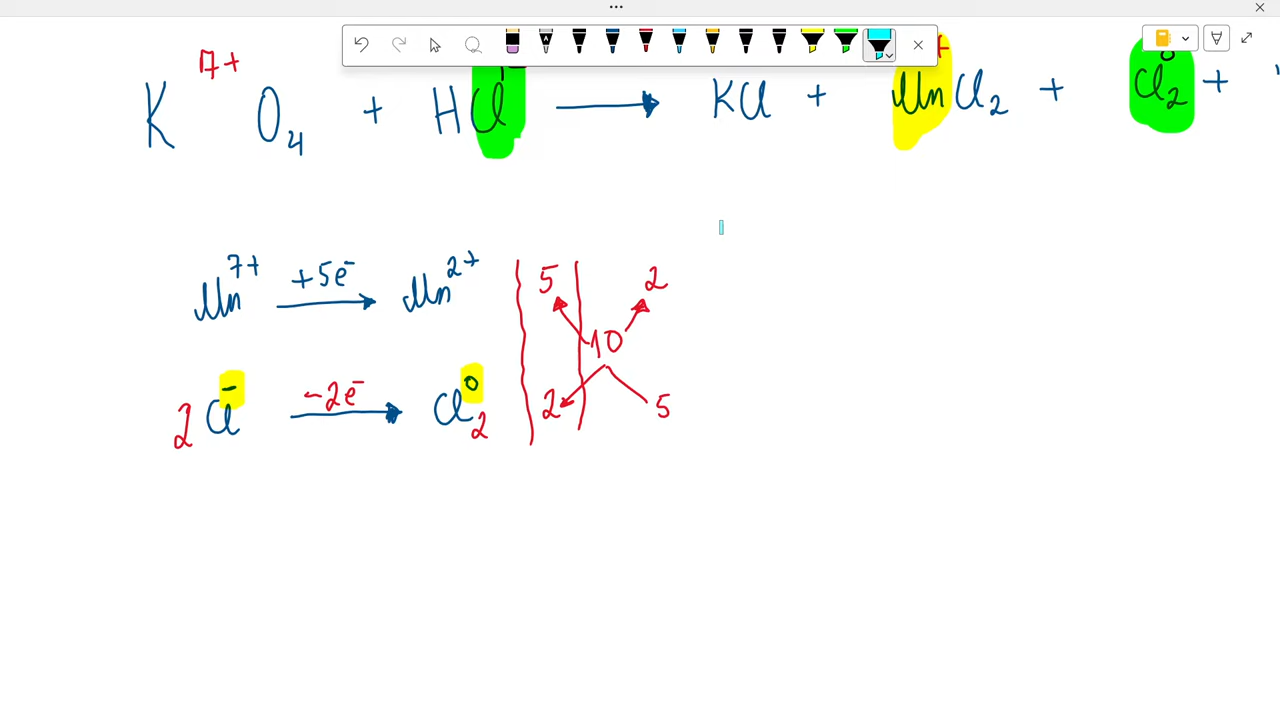 7+ 0
K O4 + HCl → KCl + MnCl2 + Cl2 +
Mn 7+ +5e- → Mn 2+ 5 2
10
2Cl- -2e- → Cl2 0 2 5